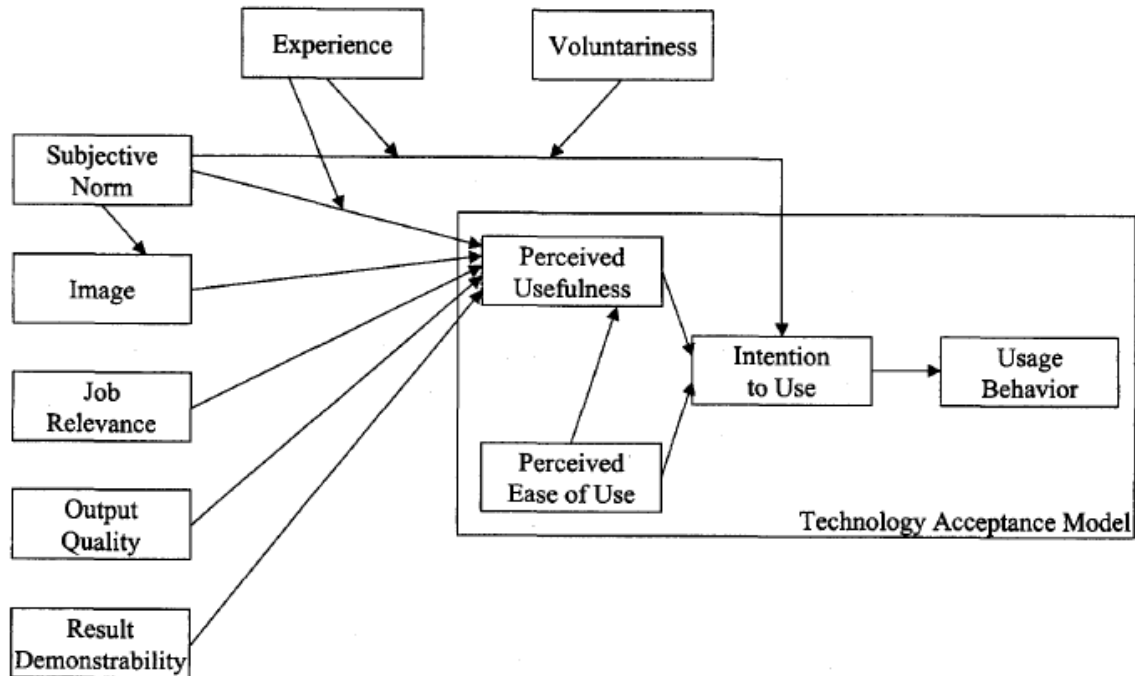 Experience
Voluntariness
Subjective
Norm
Image
Job
Relevance
Output
Quality
Result
Demonstrability
Perceived
Usefulness
Perceived
Ease of Use
Intention
to Use
Usage
Behavior
Technology Acceptance Model